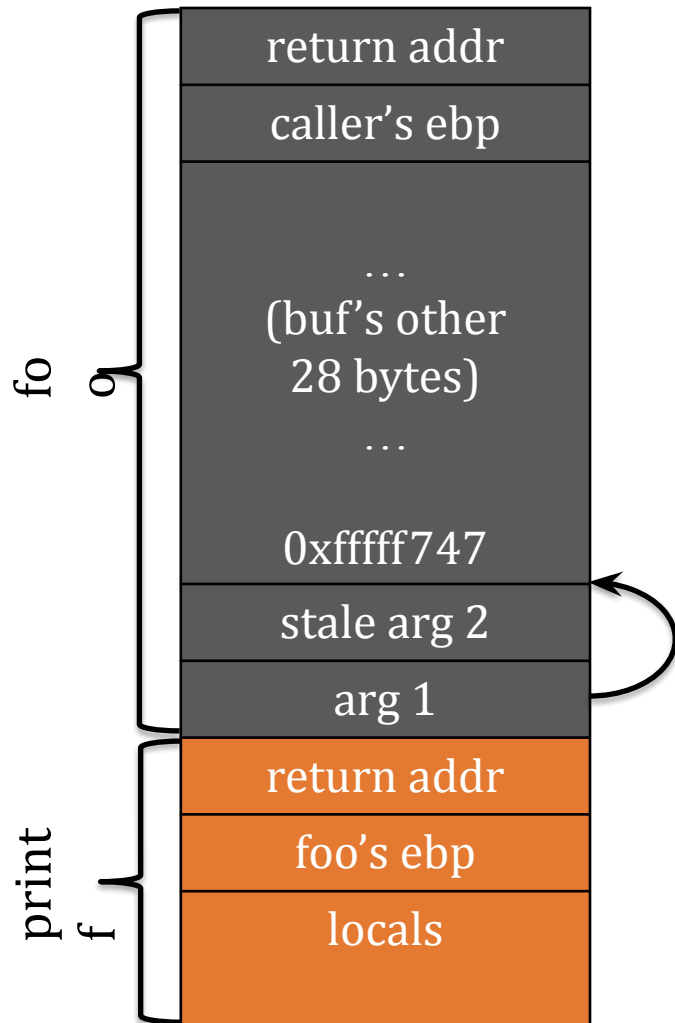 return addr
caller’s ebp
...
(buf’s other
28 bytes)
...
0xfffff747
stale arg 2
arg 1
return addr
foo’s ebp
locals
fo
o
print
f